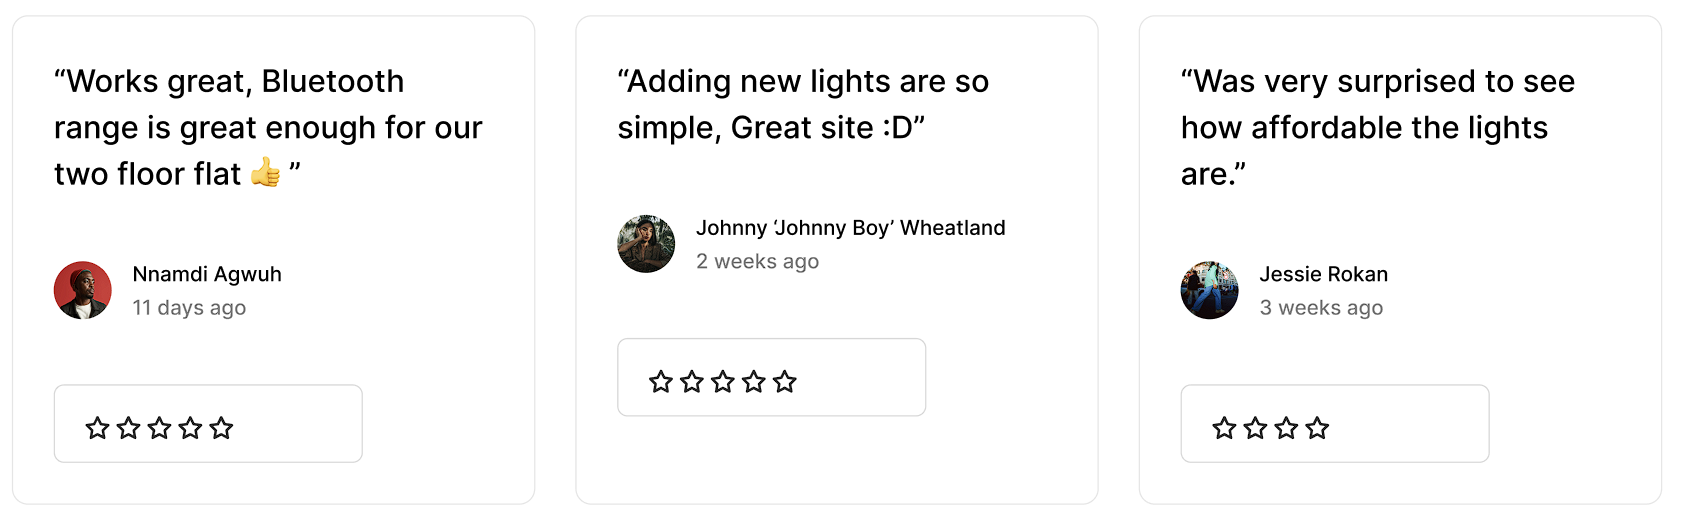 “Works great, Bluetooth
range is great enough for our
two floor flat 👍 ”
Nnamdi Agwuh
11 days ago
“Adding new lights are so
simple, Great site :D”
Johnny ‘Johnny Boy’ Wheatland
2 weeks ago
“Was very surprised to see
how affordable the lights
are.”
Jessie Rokan
3 weeks ago